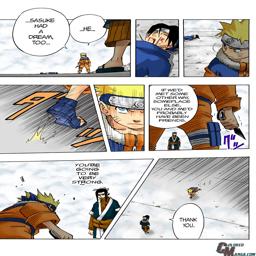 ...SASUKE
HAD
A
DREAM,
TOO...
...HE...
IF WE'D
MET SOME
OTHER WAY,
SOMEPLACE
ELSE,
YOU AND ME'D
PROBABLY
HAVE BEEN
FRIENDS.
YOU'RE
GOING
TO BE
VERY
STRONG.
THANK
YOU.
COLORED
MANGA.COM